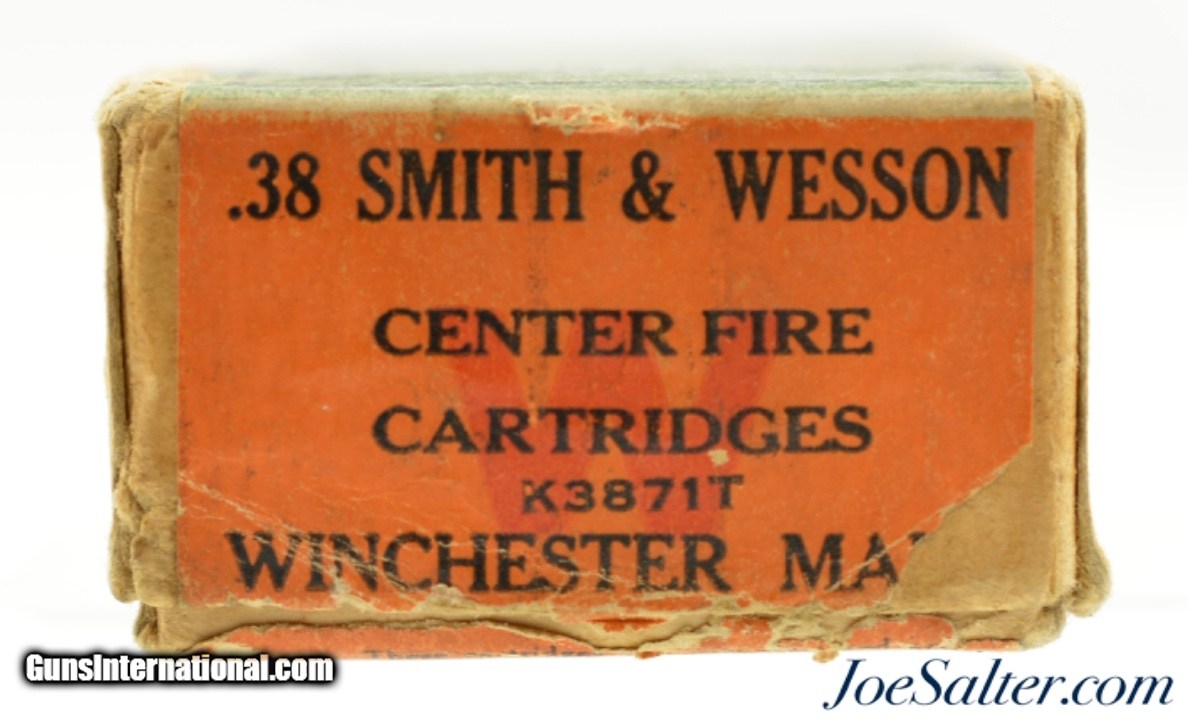 .38 SMITH & WESSON
W
CENTER FIRE
CARTRIDGES
K3871T
WINCHESTER MA
GunsInternational.com
JoeSalter.com